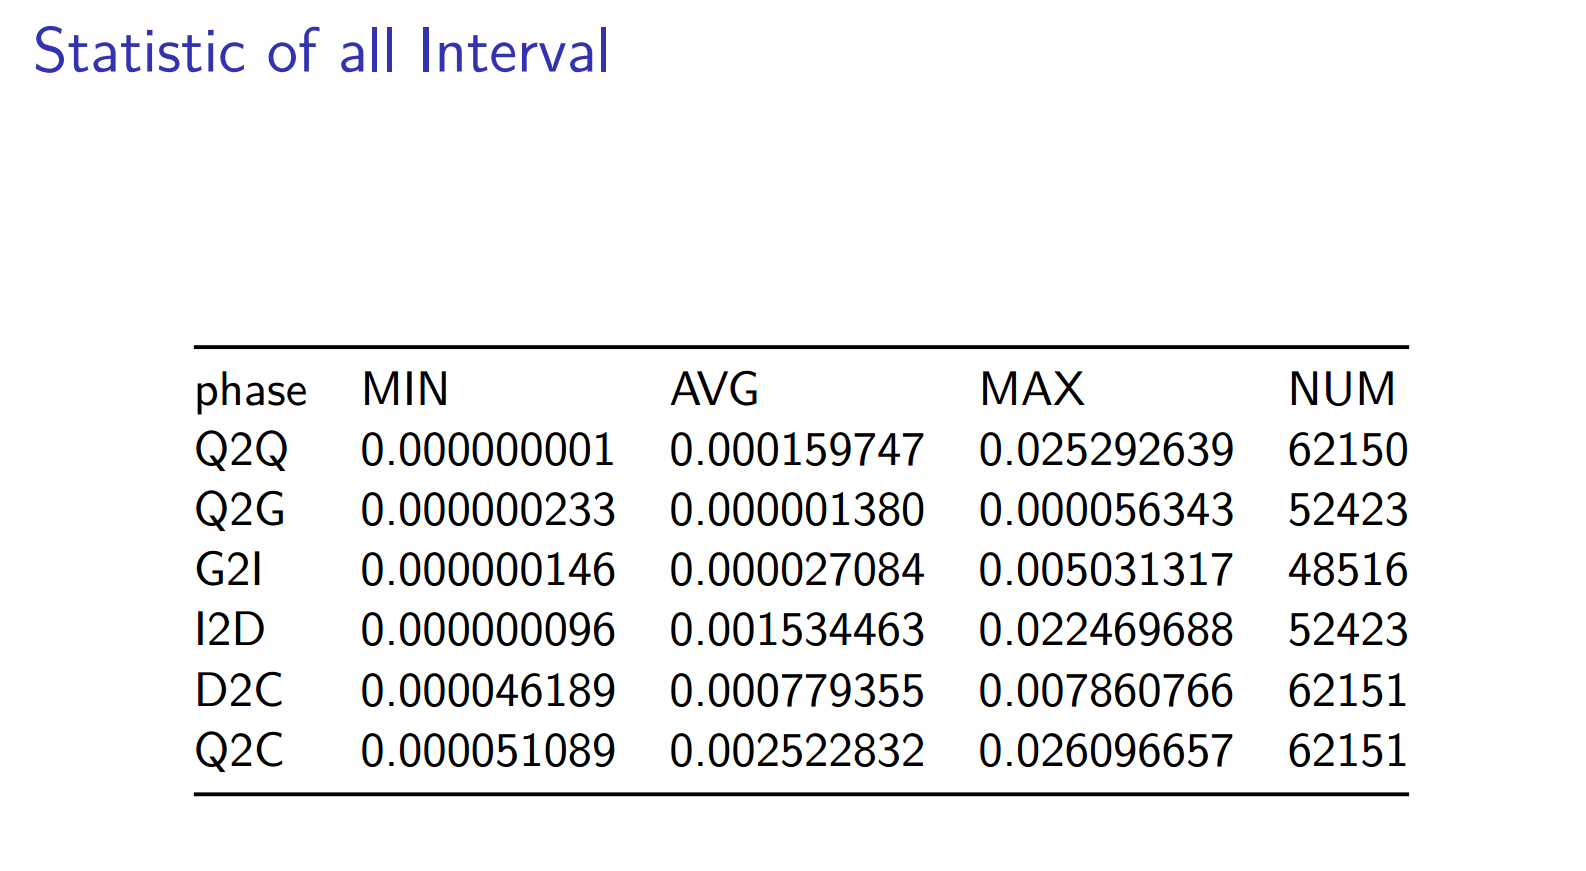 Statistic of all Interval
phase MIN AVG MAX NUM
Q2Q 0.000000001 0.000159747 0.025292639 62150
Q2G 0.000000233 0.000001380 0.000056343 52423
G2I 0.000000146 0.000027084 0.005031317 48516
I2D 0.000000096 0.001534463 0.022469688 52423
D2C 0.000046189 0.000779355 0.007860766 62151
Q2C 0.000051089 0.002522832 0.026096657 62151